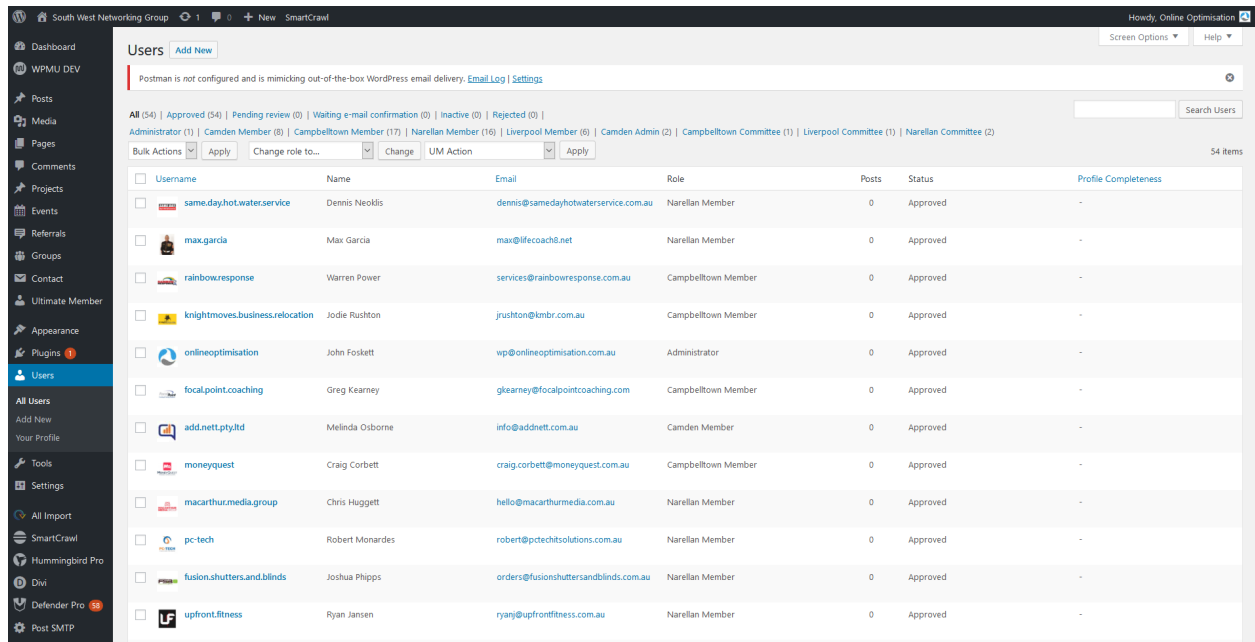 South West Networking Group 1 0 + New SmartCrawl Howdy, Online Optimisation
Screen Options Help
Dashboard
WPMU DEV
Posts
Media
Pages
Comments
Projects
Events
Referrals
Groups
Contact
Ultimate Member
Appearance
Plugins 1
Users
All Users
Add New
Your Profile
Tools
Settings
All Import
SmartCrawl
Hummingbird Pro
Divi
Defender Pro 58
Post SMTP
Users Add New
Postman is not configured and is mimicking out-of-the-box WordPress email delivery. Email Log | Settings
Search Users
All (54) | Approved (54) | Pending review (0) | Waiting e-mail confirmation (0) | Inactive (0) | Rejected (0) |
Administrator (1) | Camden Member (8) | Campbelltown Member (17) | Narellan Member (16) | Liverpool Member (6) | Camden Admin (2) | Campbelltown Committee (1) | Liverpool Committee (1) | Narellan Committee (2)
Bulk Actions Apply Change role to... Change UM Action Apply 54 items
Username Name Email Role Posts Status Profile Completeness
same.day.hot.water.service Dennis Neoklis dennis@samedayhotwaterservice.com.au Narellan Member 0 Approved -
max.garcia Max Garcia max@lifecoach8.net Narellan Member 0 Approved -
rainbow.response Warren Power services@rainbowresponse.com.au Campbelltown Member 0 Approved -
knightmoves.business.relocation Jodie Rushton jrushton@kmbr.com.au Campbelltown Member 0 Approved -
onlineoptimisation John Foskett wp@onlineoptimisation.com.au Administrator 0 Approved -
focal.point.coaching Greg Kearney gkearney@focalpointcoaching.com Campbelltown Member 0 Approved -
add.nett.pty.ltd Melinda Osborne info@addnett.com.au Camden Member 0 Approved -
moneyquest Craig Corbett craig.corbett@moneyquest.com.au Campbelltown Member 0 Approved -
macarthur.media.group Chris Huggett hello@macarthurmedia.com.au Narellan Member 0 Approved -
pc-tech Robert Monardes robert@pctechitsolutions.com.au Narellan Member 0 Approved -
fusion.shutters.and.blinds Joshua Phipps orders@fusionshuttersandblinds.com.au Narellan Member 0 Approved -
upfront.fitness Ryan Jansen ryanj@upfrontfitness.com.au Narellan Member 0 Approved -